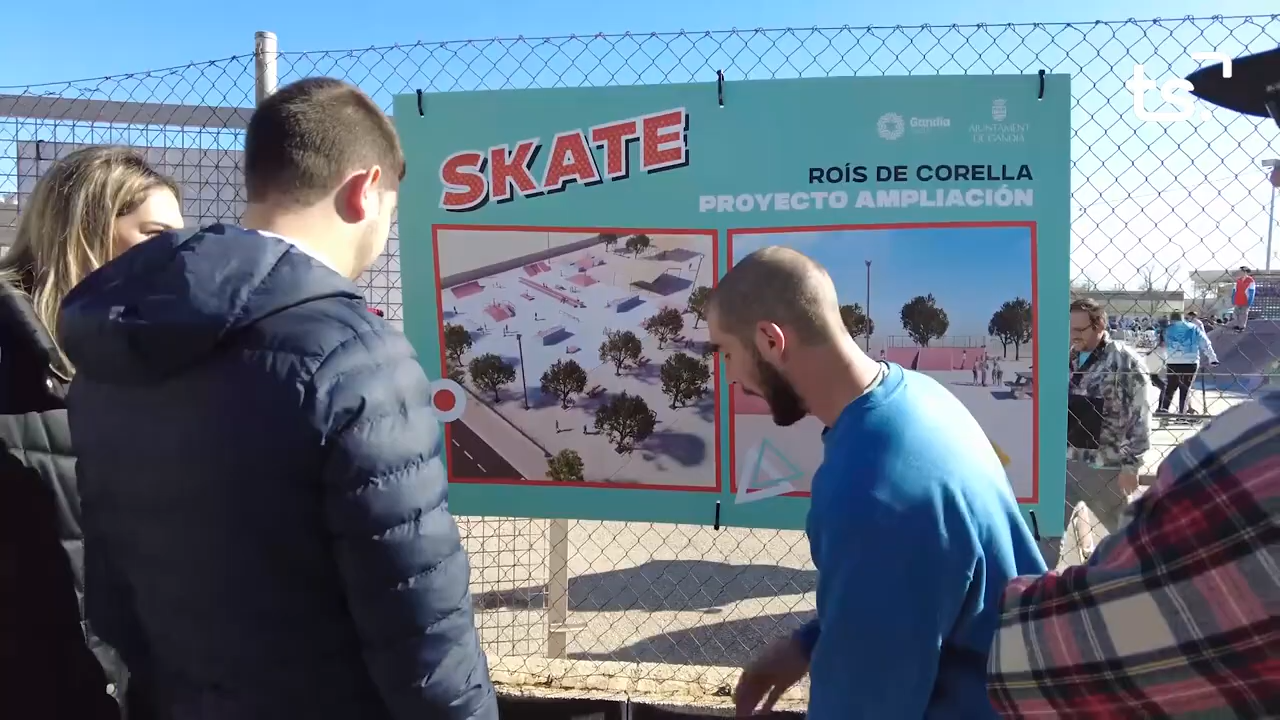 ts.
SKATE
Gandia
AJUNTAMENT
DE GANDIA
ROÍS DE CORELLA
PROYECTO AMPLIACIÓN